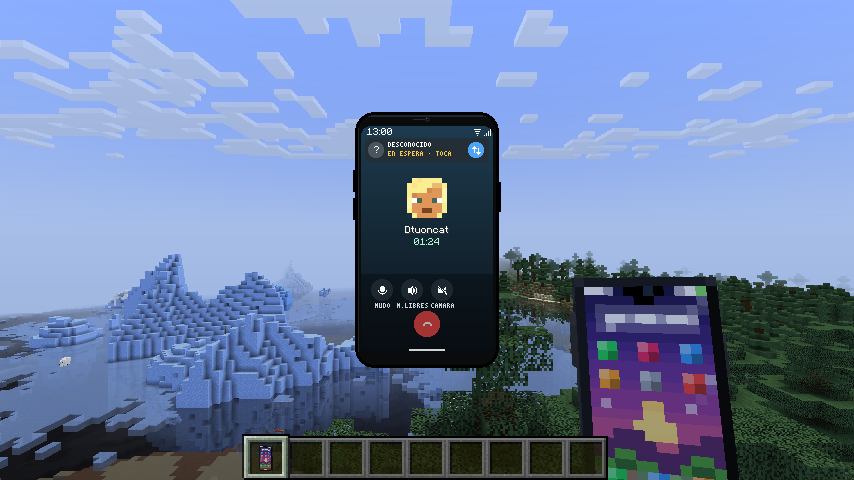 13:00
?
DESCONOCIDO
EN ESPERA · TOCA
Dtuoncat
01:24
MUDO M.LIBRES CAMARA